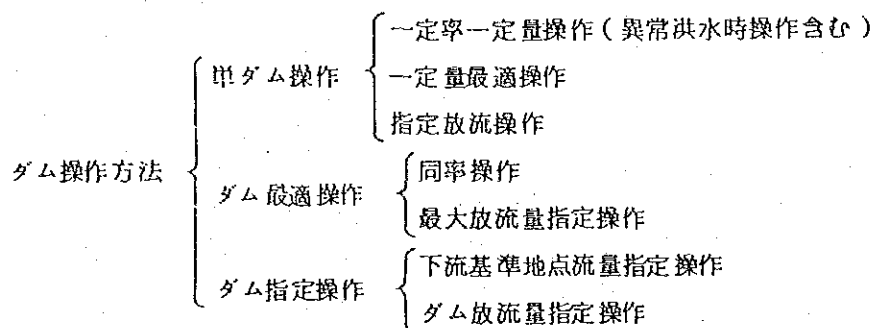 一定率一定量操作(異常洪水時操作含む)
単ダム操作
一定量最適操作
指定放流操作
ダム操作方法
同率操作
ダム最適操作
最大放流量指定操作
下流基準地点流量指定操作
ダム指定操作
ダム放流量指定操作